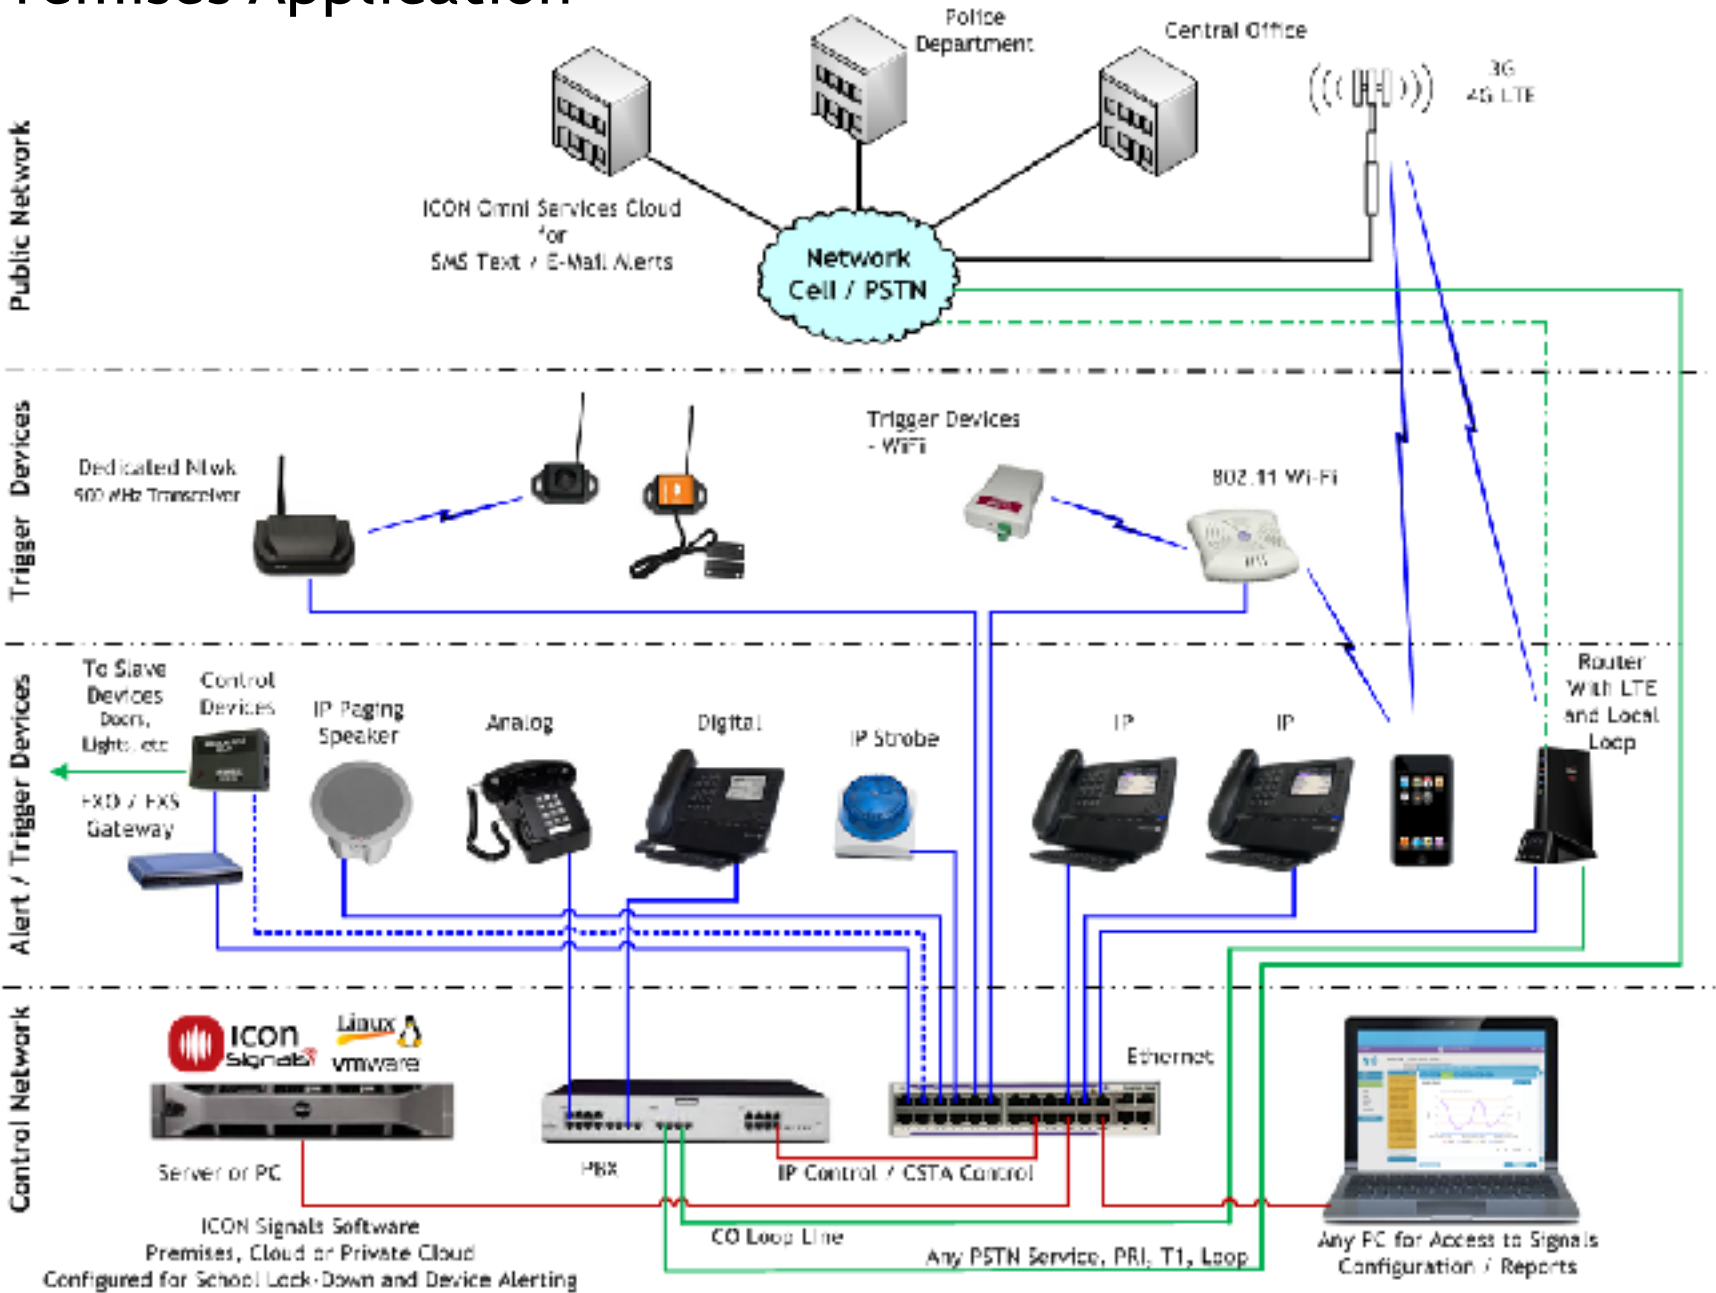 remises Application
Police
Department
Central Office
3G
4G LTE
ICON Omni Services Cloud
for
SMS Text / E-Mail Alerts
Network
Cell / PSTN
Public Network
Trigger Devices
- WiFi
Dedicated Ntwk
900 MHz Transceiver
802.11 Wi-Fi
Trigger Devices
To Slave
Devices
Doors,
Lights, etc
Control
Devices
IP Paging
Speaker
Analog
Digital
IP Strobe
IP
IP
Router
With LTE
and Local
Loop
FXO / FXS
Gateway
Alert / Trigger Devices
ICON
Signals
Linux
vmware
Ethernet
Control Network
Server or PC
PBX
IP Control / CSTA Control
ICON Signals Software
Premises, Cloud or Private Cloud
Configured for School Lock-Down and Device Alerting
CO Loop Line
Any PSTN Service, PRI, T1, Loop
Any PC for Access to Signals
Configuration / Reports